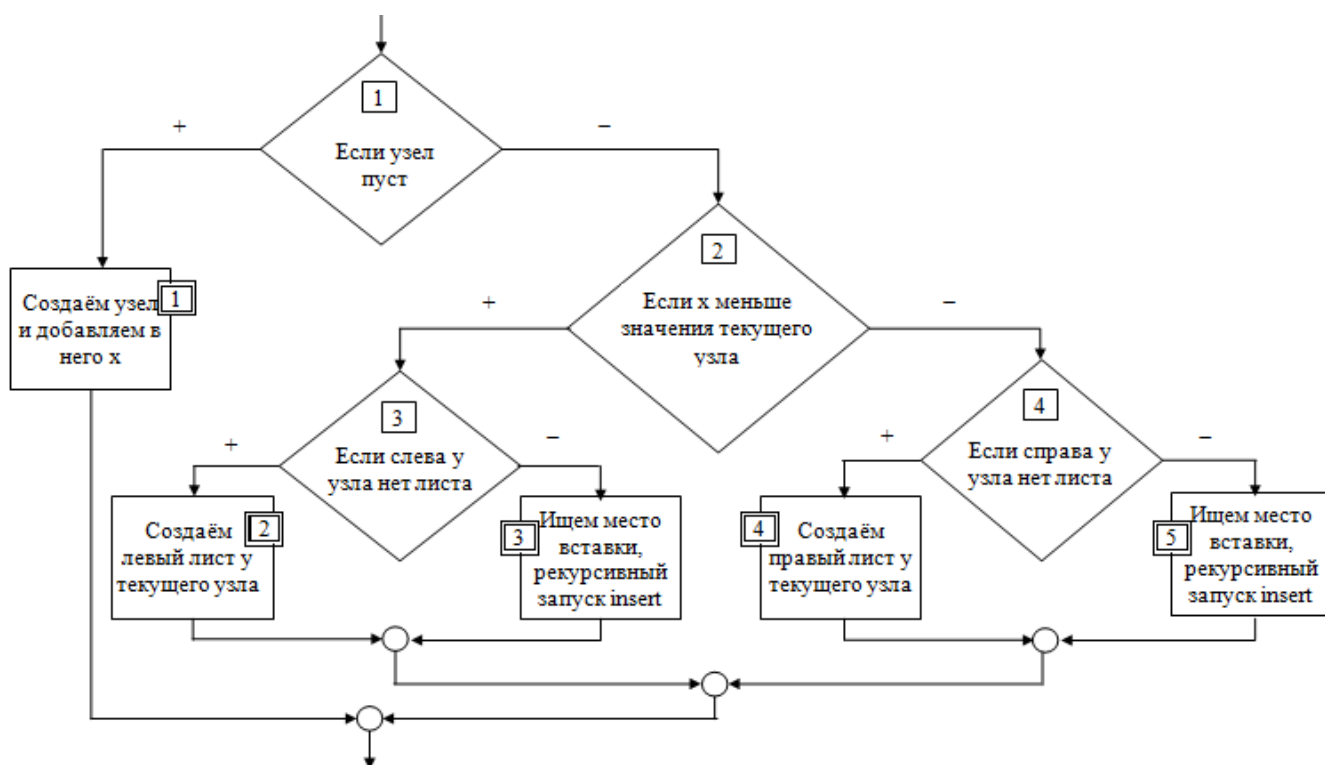 1
+
−
Если узел
пуст
2
Создаём узел
и добавляем в
него x
1
+
−
Если x меньше
значения текущего
узла
3
4
+
−
Если слева у
узла нет листа
+
−
Если справа у
узла нет листа
Создаём
левый лист у
текущего узла
2
Ищем место
вставки,
рекурсивный
запуск insert
3
4
Создаём
правый лист у
текущего узла
5
Ищем место
вставки,
рекурсивный
запуск insert